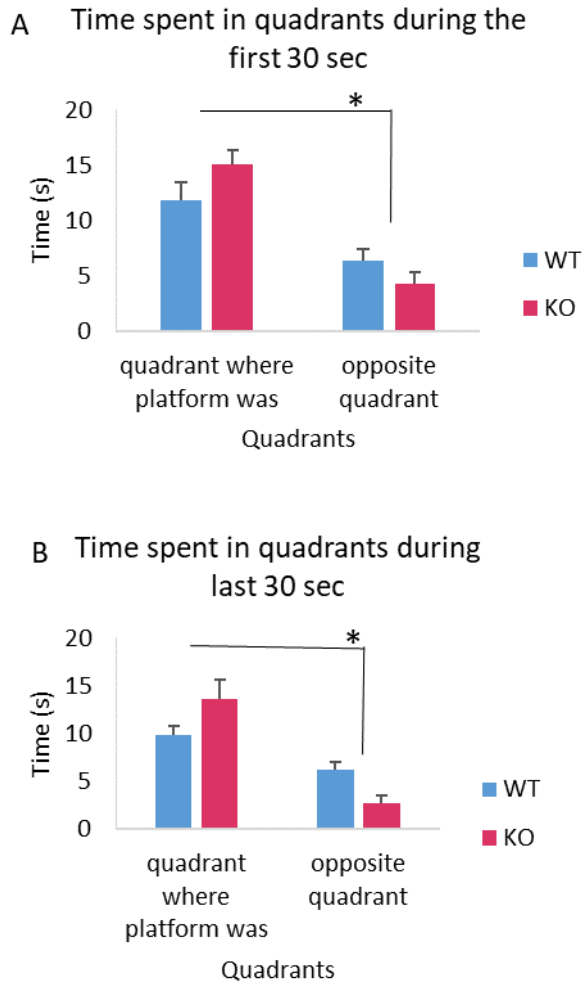 A Time spent in quadrants during the
first 30 sec
*
20
15
10
5
0
Time (s)
WT
KO
quadrant where
platform was
opposite
quadrant
Quadrants
B Time spent in quadrants during
last 30 sec
*
20
15
10
5
0
Time (s)
WT
KO
quadrant
where
platform was
opposite
quadrant
Quadrants